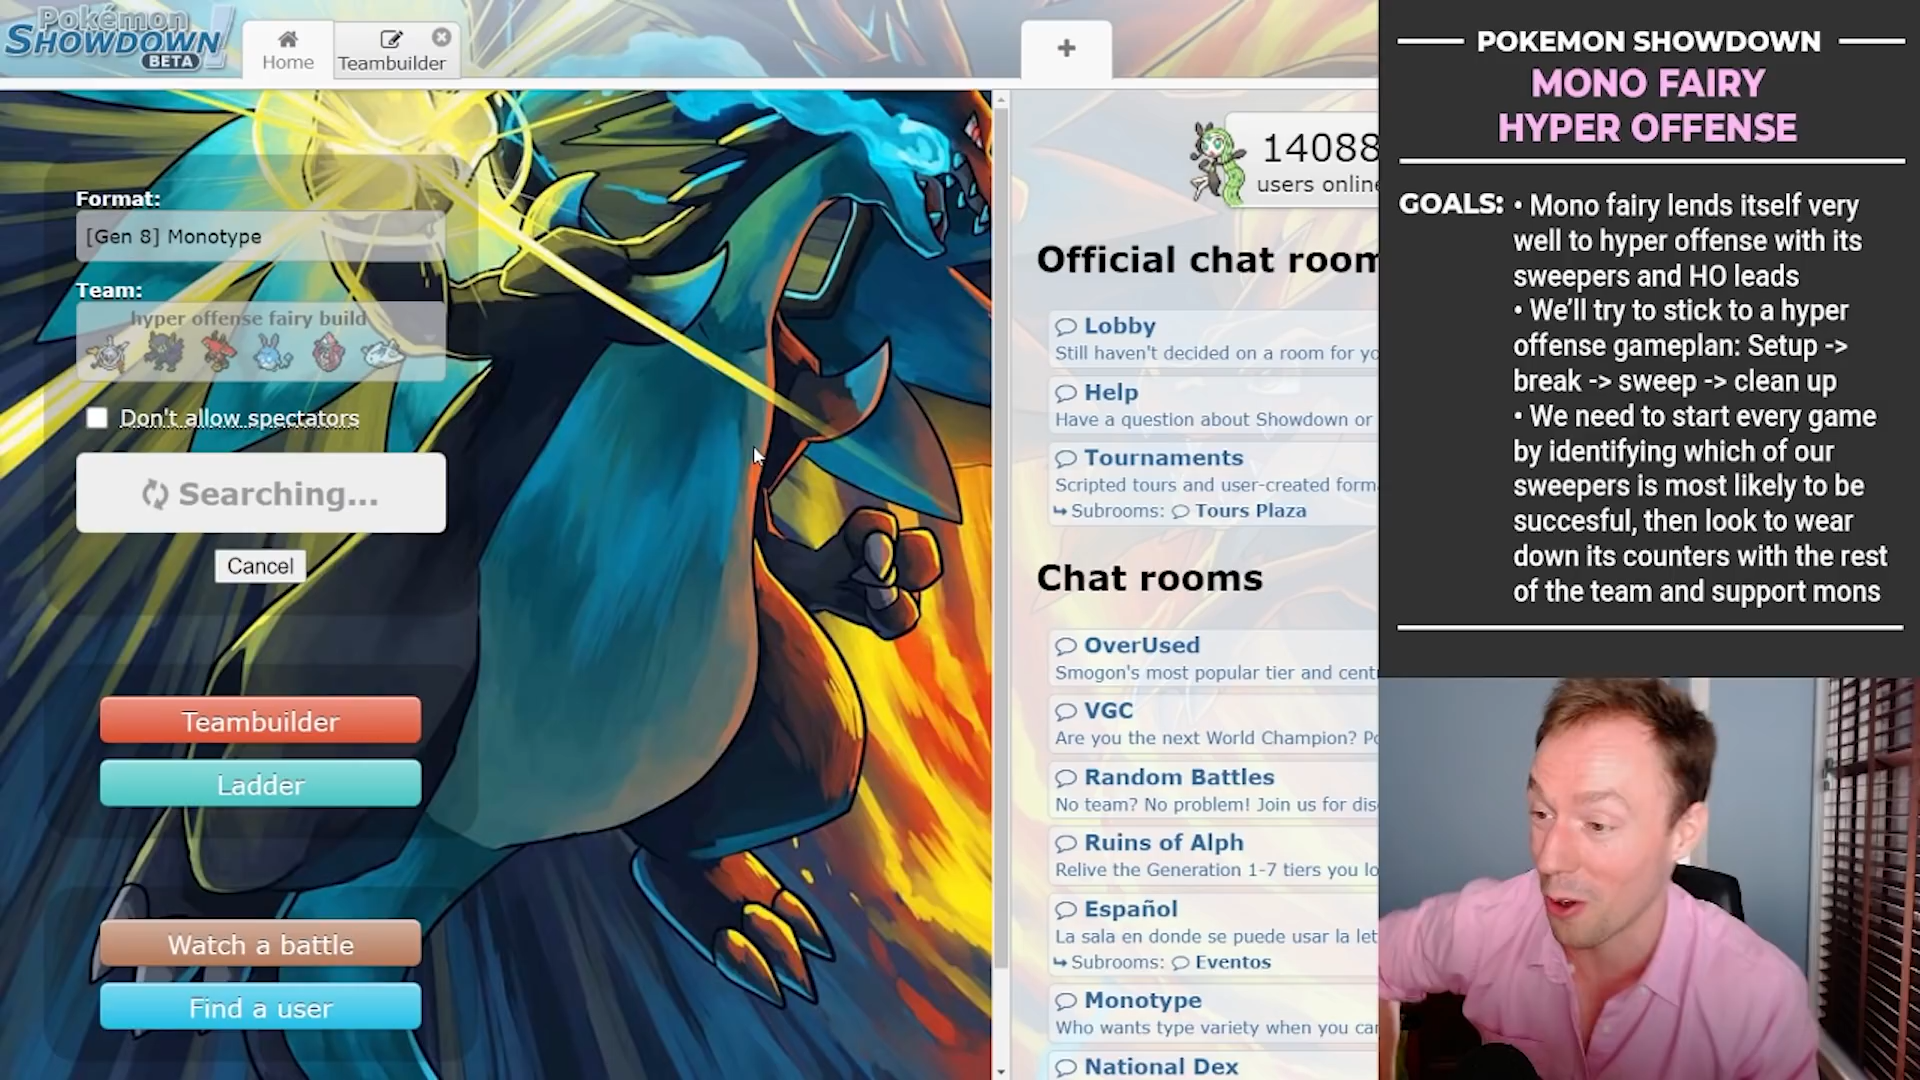 Pokémon
SHOWDOWN!
BETA
Home
Teambuilder
+
Format:
[Gen 8] Monotype
Team:
hyper offense fairy build
Don't allow spectators
Searching...
Cancel
Teambuilder
Ladder
Watch a battle
Find a user
14088
users online
Official chat room
Lobby
Still haven't decided on a room for yo
Help
Have a question about Showdown or
Tournaments
Scripted tours and user-created forma
↳ Subrooms: Tours Plaza
Chat rooms
OverUsed
Smogon's most popular tier and cent
VGC
Are you the next World Champion? Po
Random Battles
No team? No problem! Join us for dis
Ruins of Alph
Relive the Generation 1-7 tiers you lo
Español
La sala en donde se puede usar la let
↳ Subrooms: Eventos
Monotype
Who wants type variety when you can
National Dex
POKEMON SHOWDOWN
MONO FAIRY
HYPER OFFENSE
GOALS: • Mono fairy lends itself very
well to hyper offense with its
sweepers and HO leads
• We'll try to stick to a hyper
offense gameplan: Setup ->
break -> sweep -> clean up
• We need to start every game
by identifying which of our
sweepers is most likely to be
succesful, then look to wear
down its counters with the rest
of the team and support mons